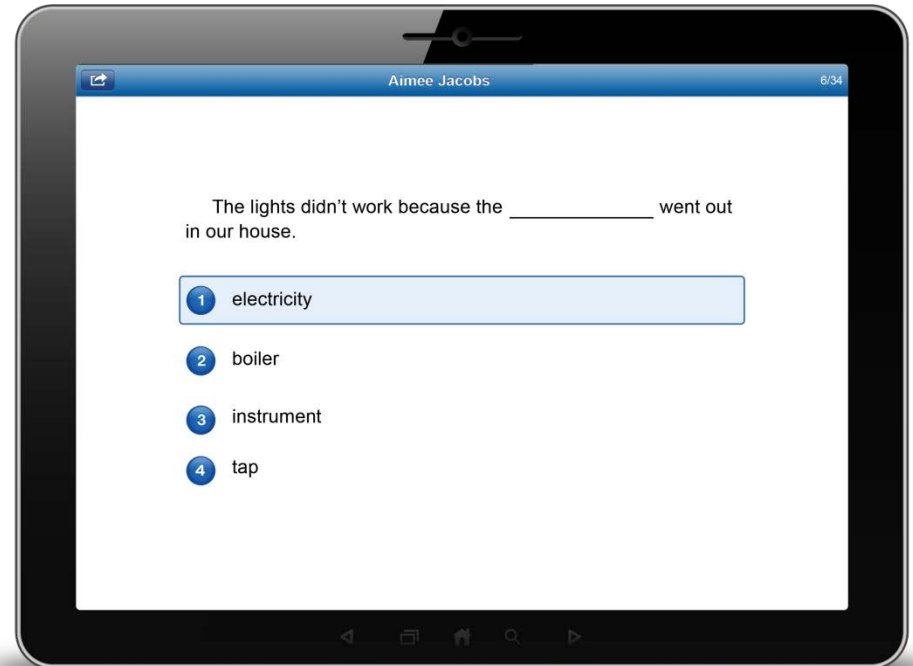 Aimee Jacobs
6/34
The lights didn’t work because the ______________ went out
in our house.
1 electricity
2 boiler
3 instrument
4 tap